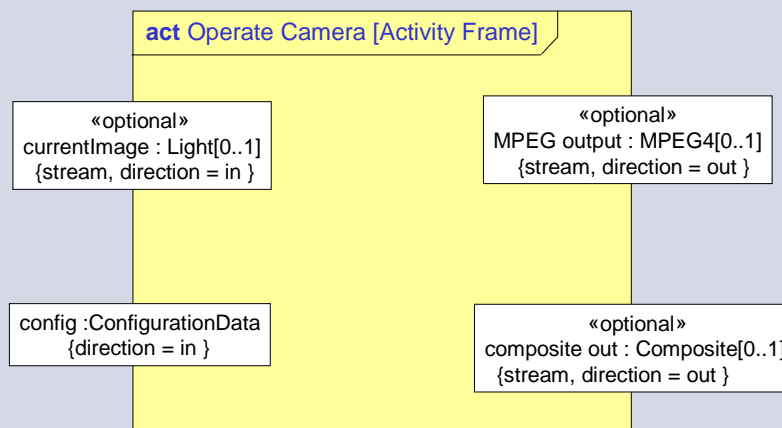 act Operate Camera [Activity Frame]
«optional»
currentImage : Light[0..1]
{stream, direction = in }
«optional»
MPEG output : MPEG4[0..1]
{stream, direction = out }
config :ConfigurationData
{direction = in }
«optional»
composite out : Composite[0..1]
{stream, direction = out }